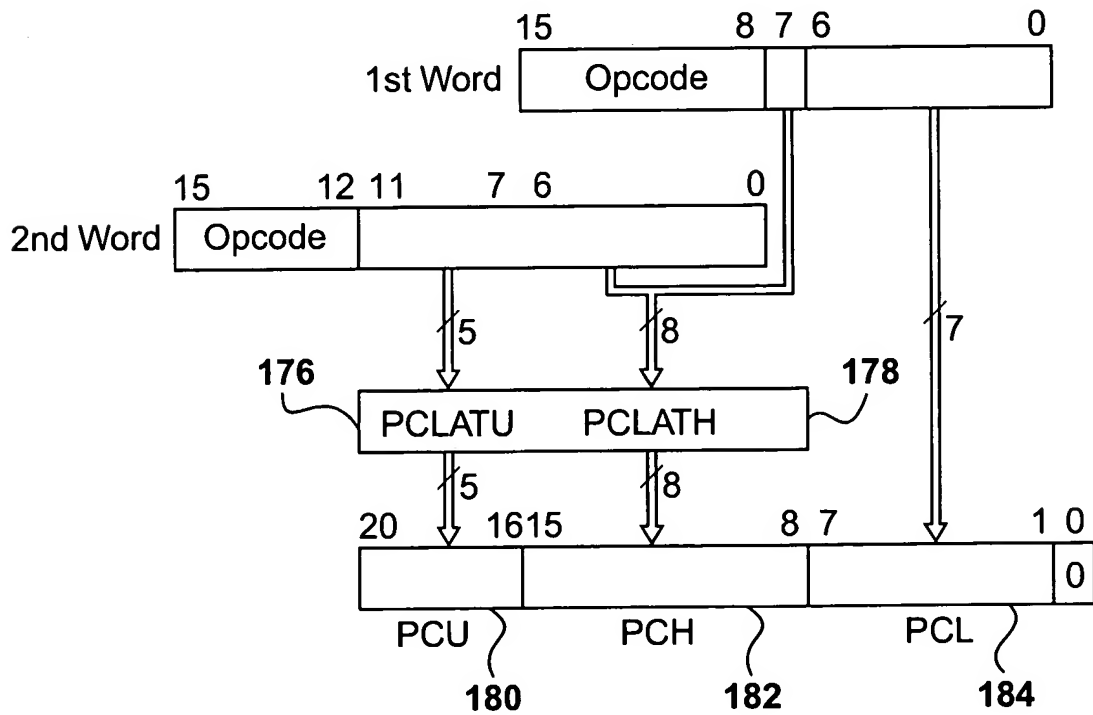 15 8 7 6 0
1st Word Opcode
15 12 11 7 6 0
2nd Word Opcode
5 8 7
176 178
PCLATU PCLATH
5 8
20 16 15 8 7 1 0
0
PCU PCH PCL
180 182 184